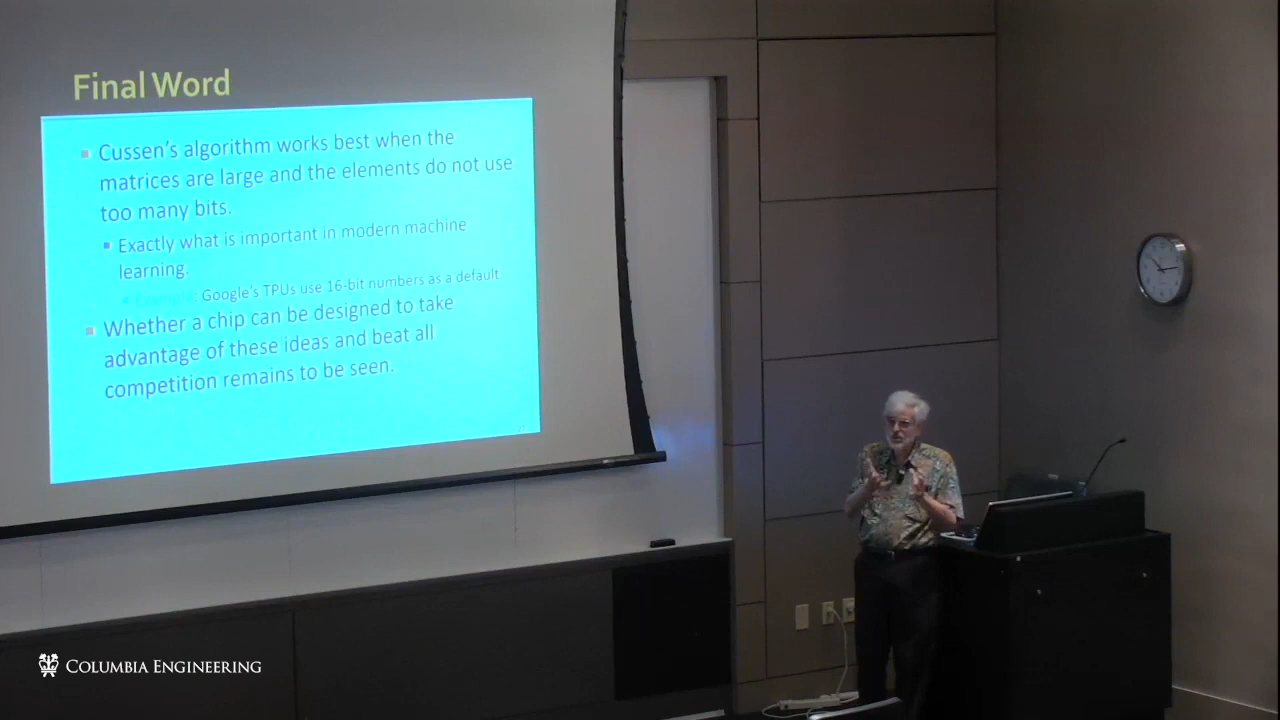 Final Word
Cussen's algorithm works best when the
matrices are large and the elements do not use
too many bits.
Exactly what is important in modern machine
learning.
Example: Google's TPUs use 16-bit numbers as a default
Whether a chip can be designed to take
advantage of these ideas and beat all
competition remains to be seen.
COLUMBIA ENGINEERING